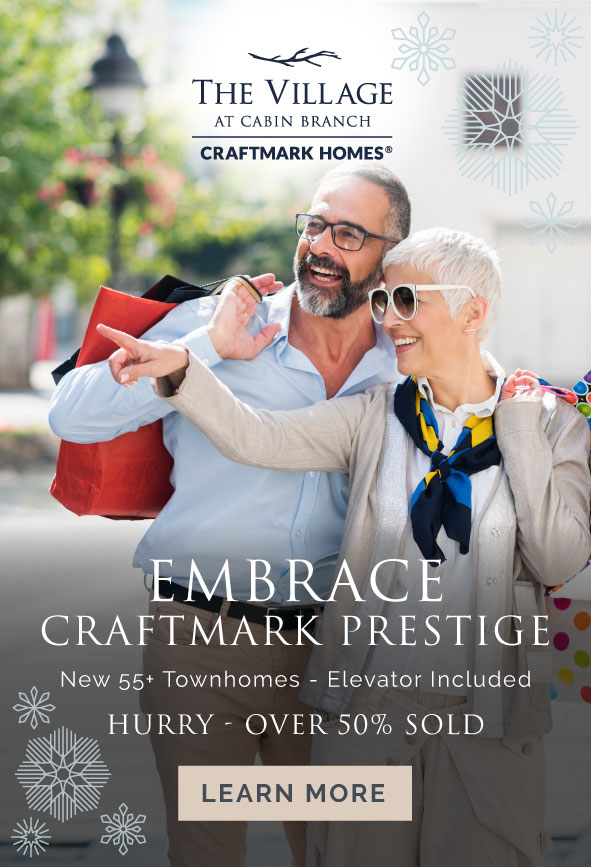 THE VILLAGE
AT CABIN BRANCH
CRAFTMARK HOMES®
EMBRACE
CRAFTMARK PRESTIGE
New 55+ Townhomes - Elevator Included
HURRY - OVER 50% SOLD
LEARN MORE